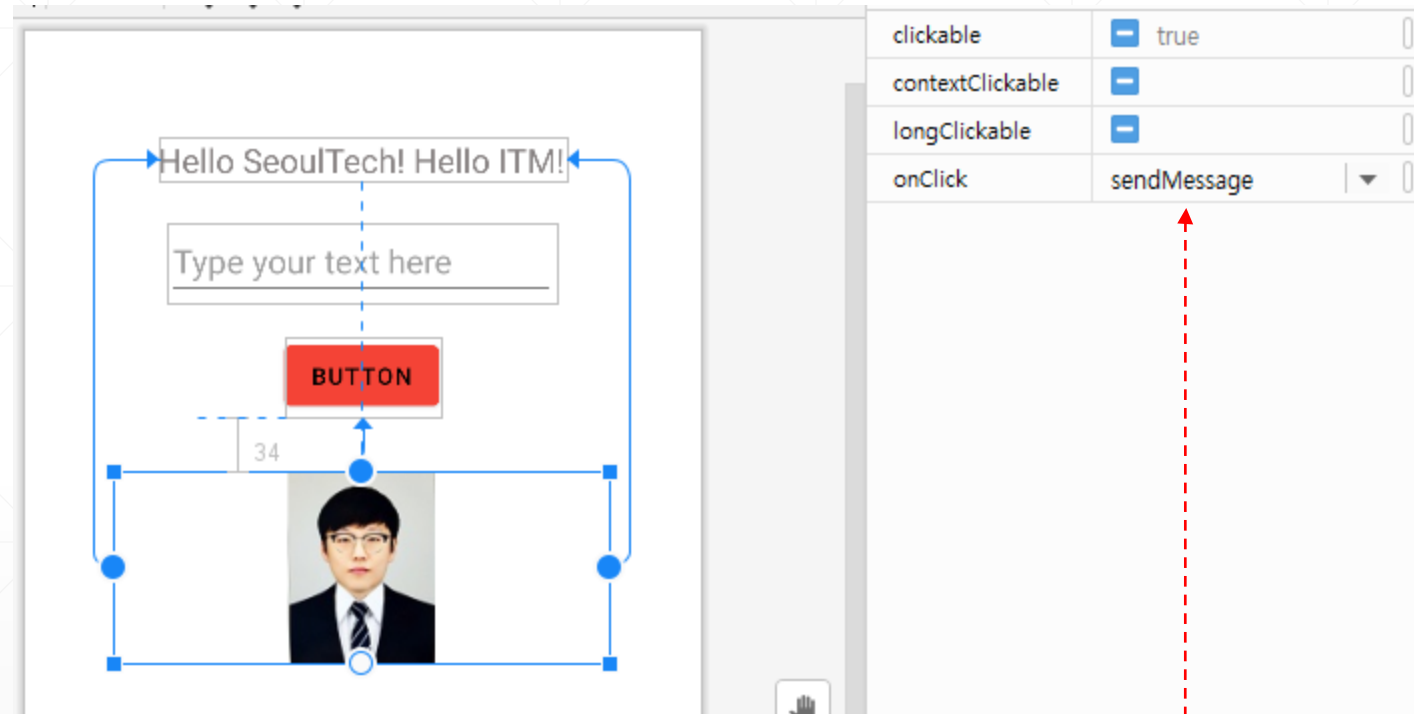 clickable
true
contextClickable
longClickable
onClick
sendMessage
Hello SeoulTech! Hello ITM!
Type your text here
BUTTON
34